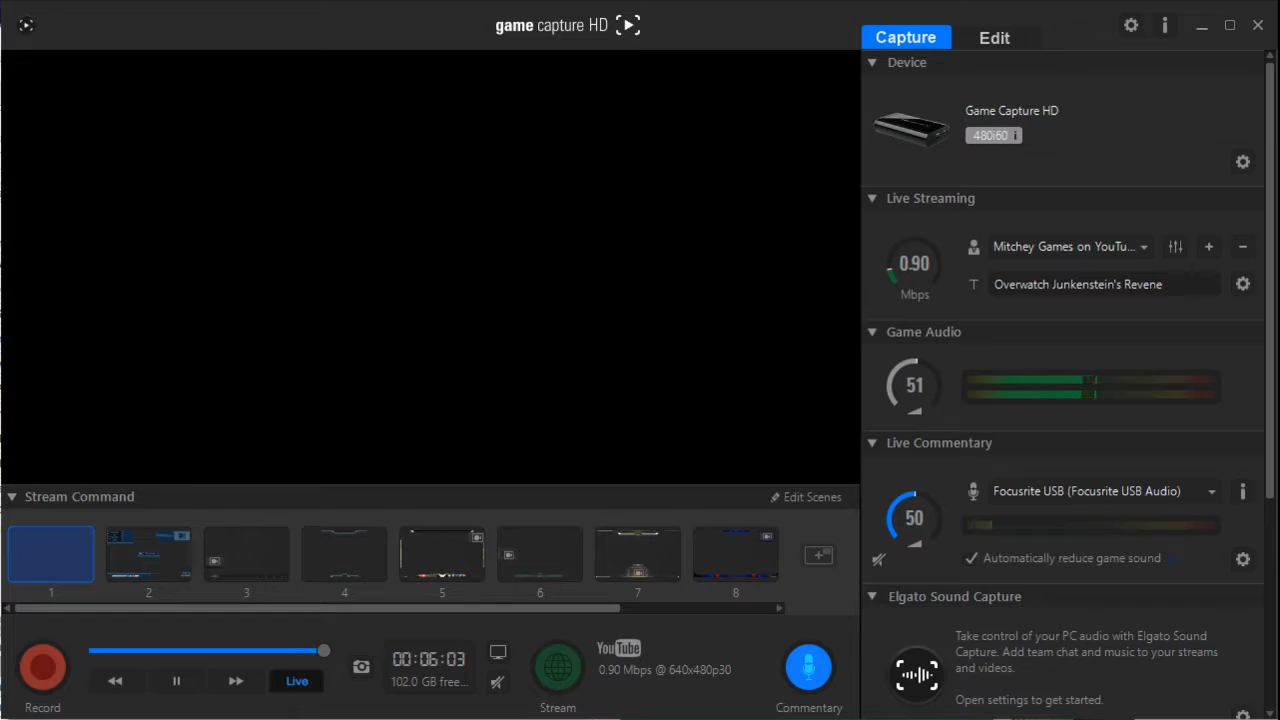 game capture HD
Capture
Edit
Device
Game Capture HD
480i60 i
Live Streaming
0.90
Mbps
Mitchey Games on YouTu...
T
Overwatch Junkenstein's Revene
Game Audio
51
Live Commentary
50
Focusrite USB (Focusrite USB Audio)
Automatically reduce game sound
Stream Command
Edit Scenes
1
2
3
4
5
6
7
8
Elgato Sound Capture
Take control of your PC audio with Elgato Sound
Capture. Add team chat and music to your streams
and videos.
Open settings to get started.
Record
Live
00:06:03
102.0 GB free...
Stream
YouTube
0.90 Mbps @ 640x480p30
Commentary